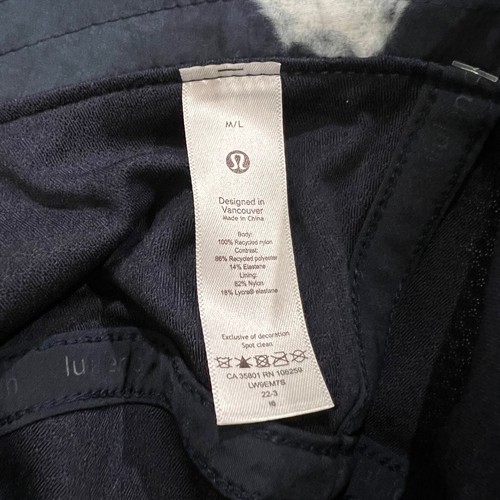 M/L
Designed in
Vancouver
Made in China
Body:
100% Recycled nylon
Contrast:
86% Recycled polyester
14% Elastane
Lining:
82% Nylon
18% Lycra® elastane
Exclusive of decoration
Spot clean
CA 35801 RN 106259
LW9EM7S
22-3